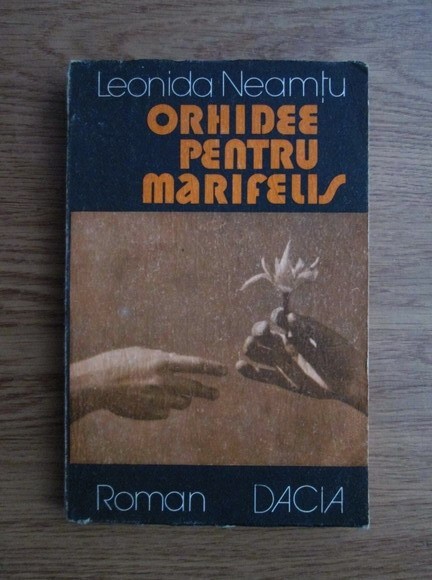 Leonida Neamțu
ORHIDEE
PENTRU
MARIFELIS
Roman DACIA